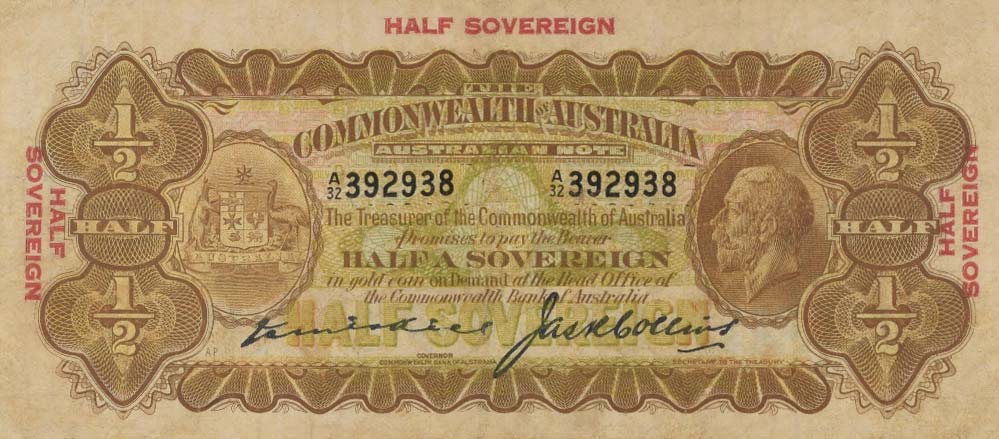 HALF SOVEREIGN
THE
COMMONWEALTH OF AUSTRALIA
AUSTRALIAN NOTE
1/2
1/2
A/32 392938
A/32 392938
HALF SOVEREIGN
HALF
HALF
HALF SOVEREIGN
AUSTRALIA
The Treasurer of the Commonwealth of Australia
Promises to pay the Bearer
HALF A SOVEREIGN
in gold coin on Demand at the Head Office of
the Commonwealth Bank of Australia
HALF SOVEREIGN
1/2
1/2
Jas R Collins
AP
GOVERNOR
COMMONWEALTH BANK OF AUSTRALIA
SECRETARY TO THE TREASURY